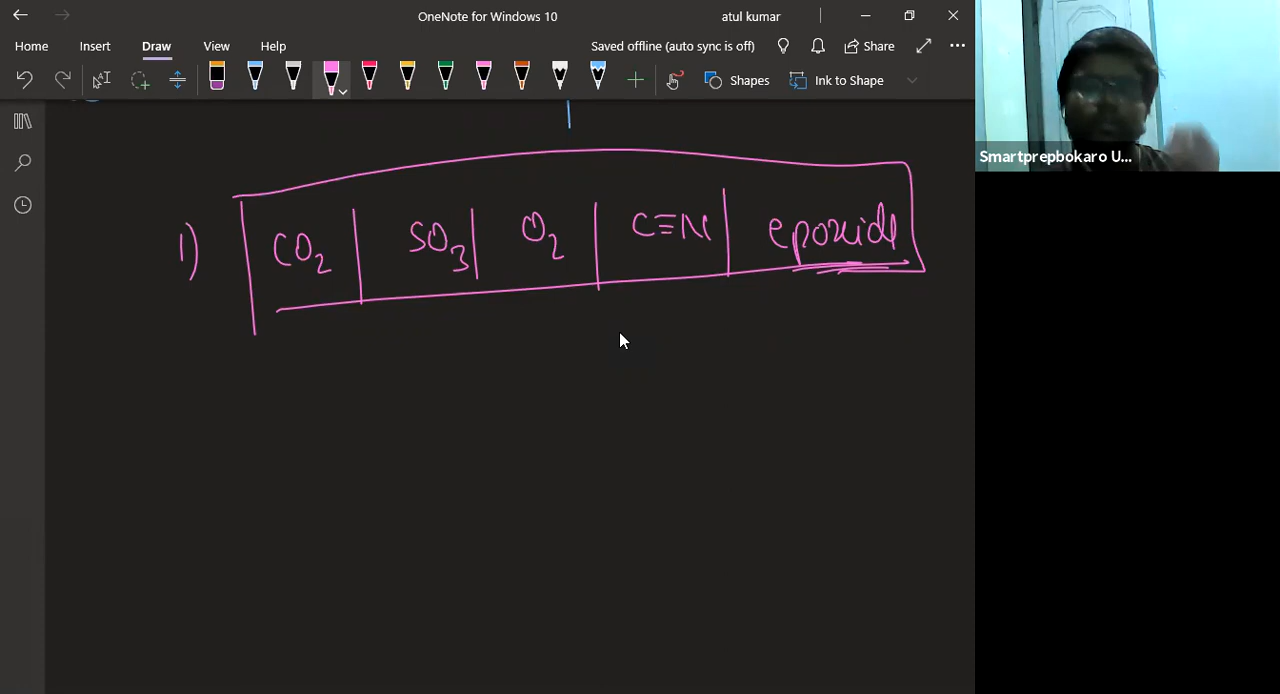 OneNote for Windows 10
atul kumar
Home Insert Draw View Help
Saved offline (auto sync is off)
Share
Shapes
Ink to Shape
Smartprepbokaro U...
1) CO2 | SO3 | O2 | C≡N | epoxide